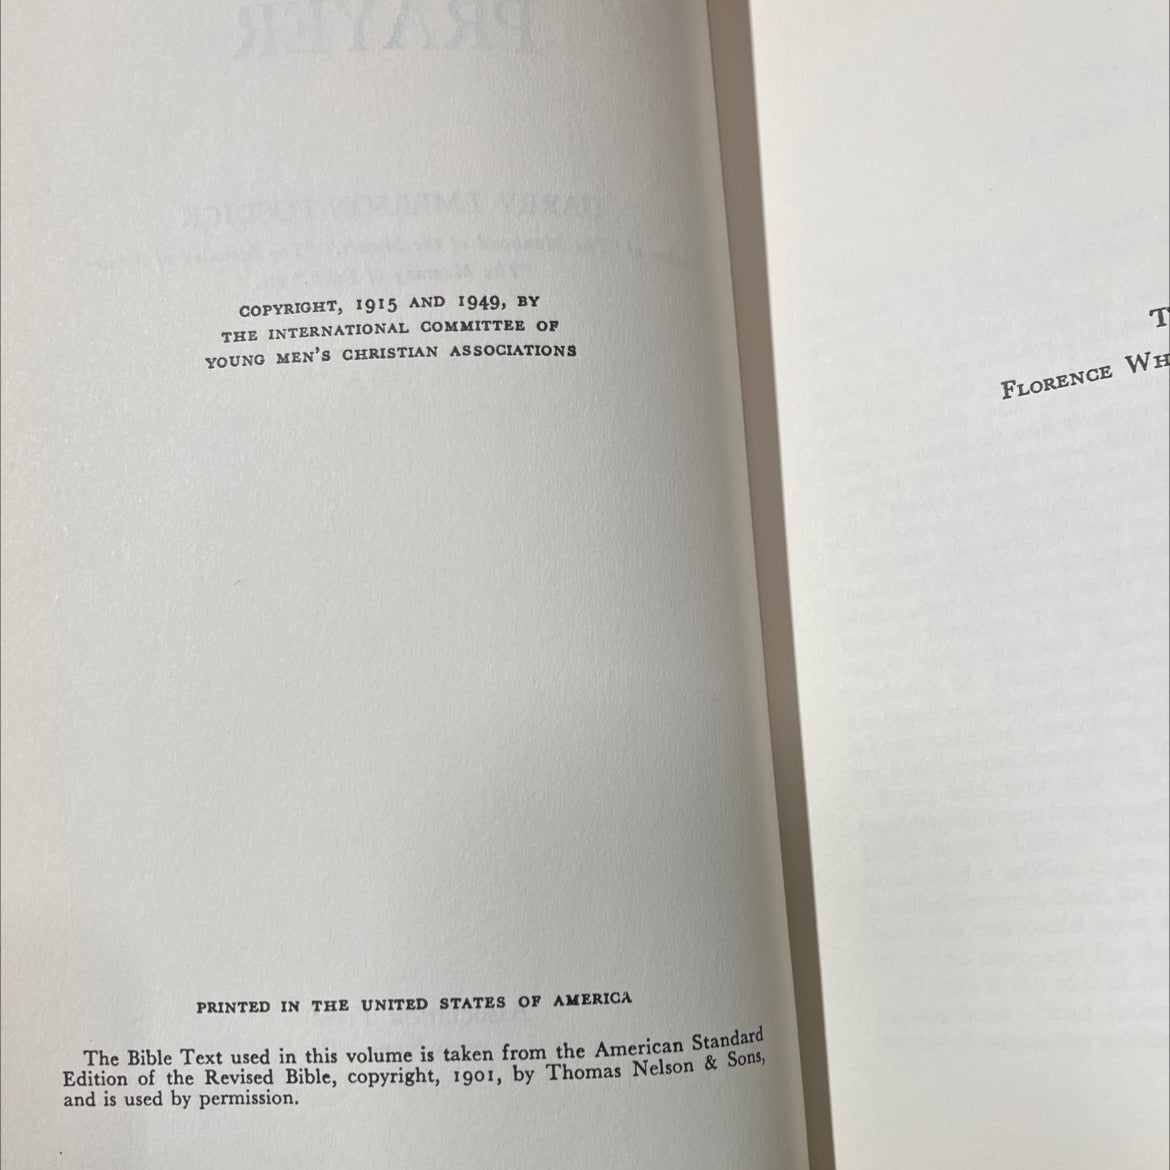 COPYRIGHT, 1915 AND 1949, BY
THE INTERNATIONAL COMMITTEE OF
YOUNG MEN'S CHRISTIAN ASSOCIATIONS
PRINTED IN THE UNITED STATES OF AMERICA
The Bible Text used in this volume is taken from the American Standard
Edition of the Revised Bible, copyright, 1901, by Thomas Nelson & Sons,
and is used by permission.
T
FLORENCE WH